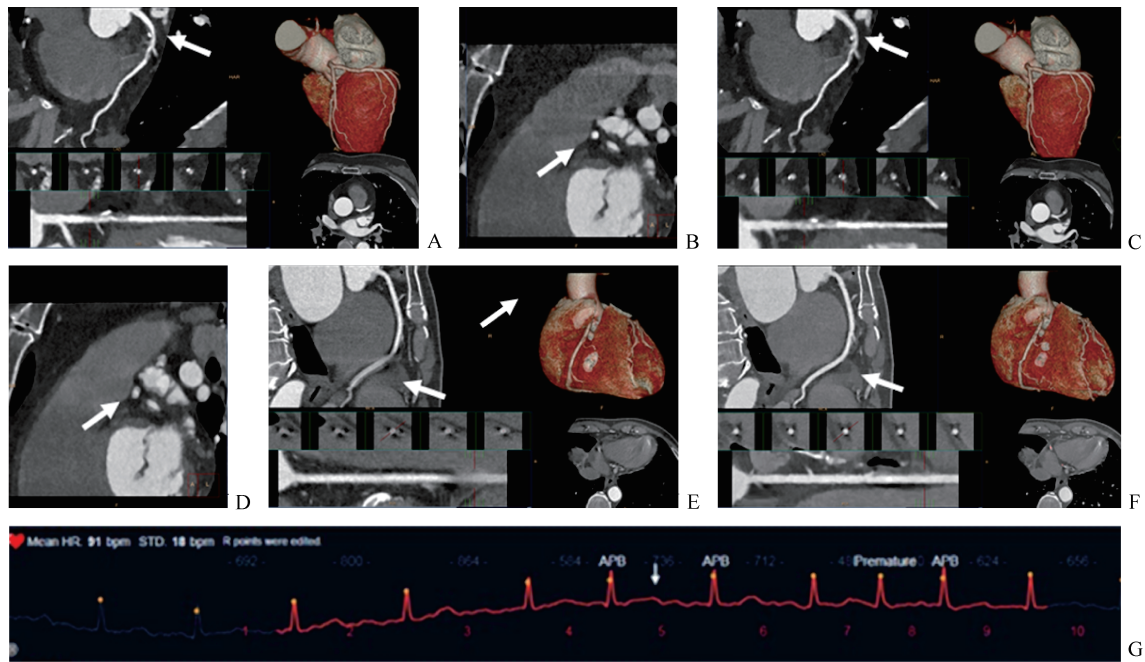 A
B
C
D
E
F
Mean HR: 91 bpm STD: 18 bpm R points were edited.
APB APB Premature APB
- 692 - - 800 - - 864 - - 584 - 736 - - 712 - - 624 - - 656
1 2 3 4 5 6 7 8 9 10
G